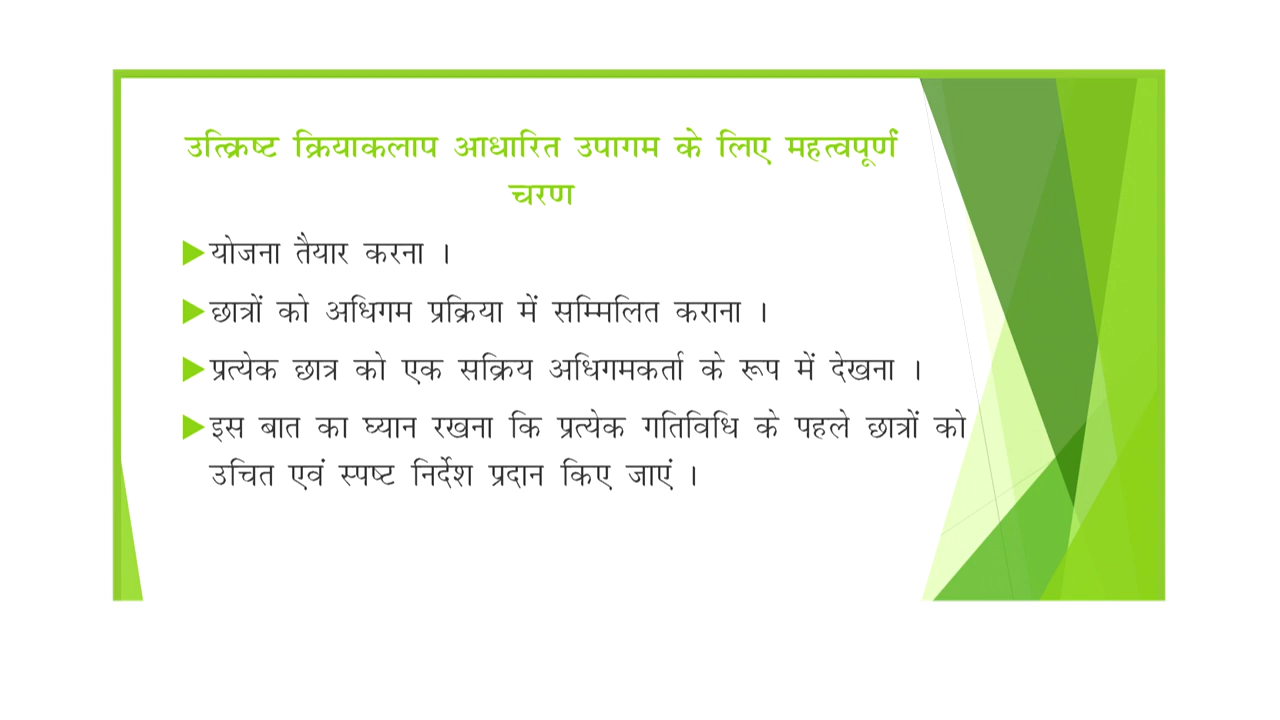 उत्क्रिष्ट क्रियाकलाप आधारित उपागम के लिए महत्वपूर्ण
चरण
योजना तैयार करना ।
छात्रों को अधिगम प्रक्रिया में सम्मिलित कराना ।
प्रत्येक छात्र को एक सक्रिय अधिगमकर्ता के रूप में देखना ।
इस बात का घ्यान रखना कि प्रत्येक गतिविधि के पहले छात्रों को
उचित एवं स्पष्ट निर्देश प्रदान किए जाएं ।